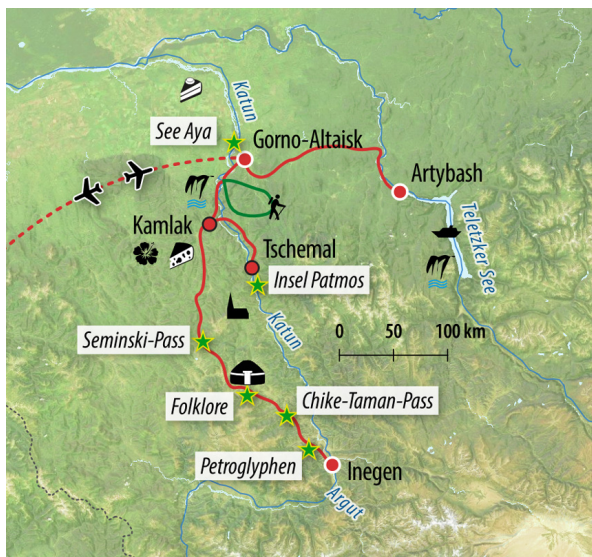 Katun
See Aya
Gorno-Altaisk
Artybash
Kamlak
Teletzker See
Tschemal
Insel Patmos
Katun
0 50 100 km
Seminski-Pass
Folklore
Chike-Taman-Pass
Petroglyphen
Inegen
Argut